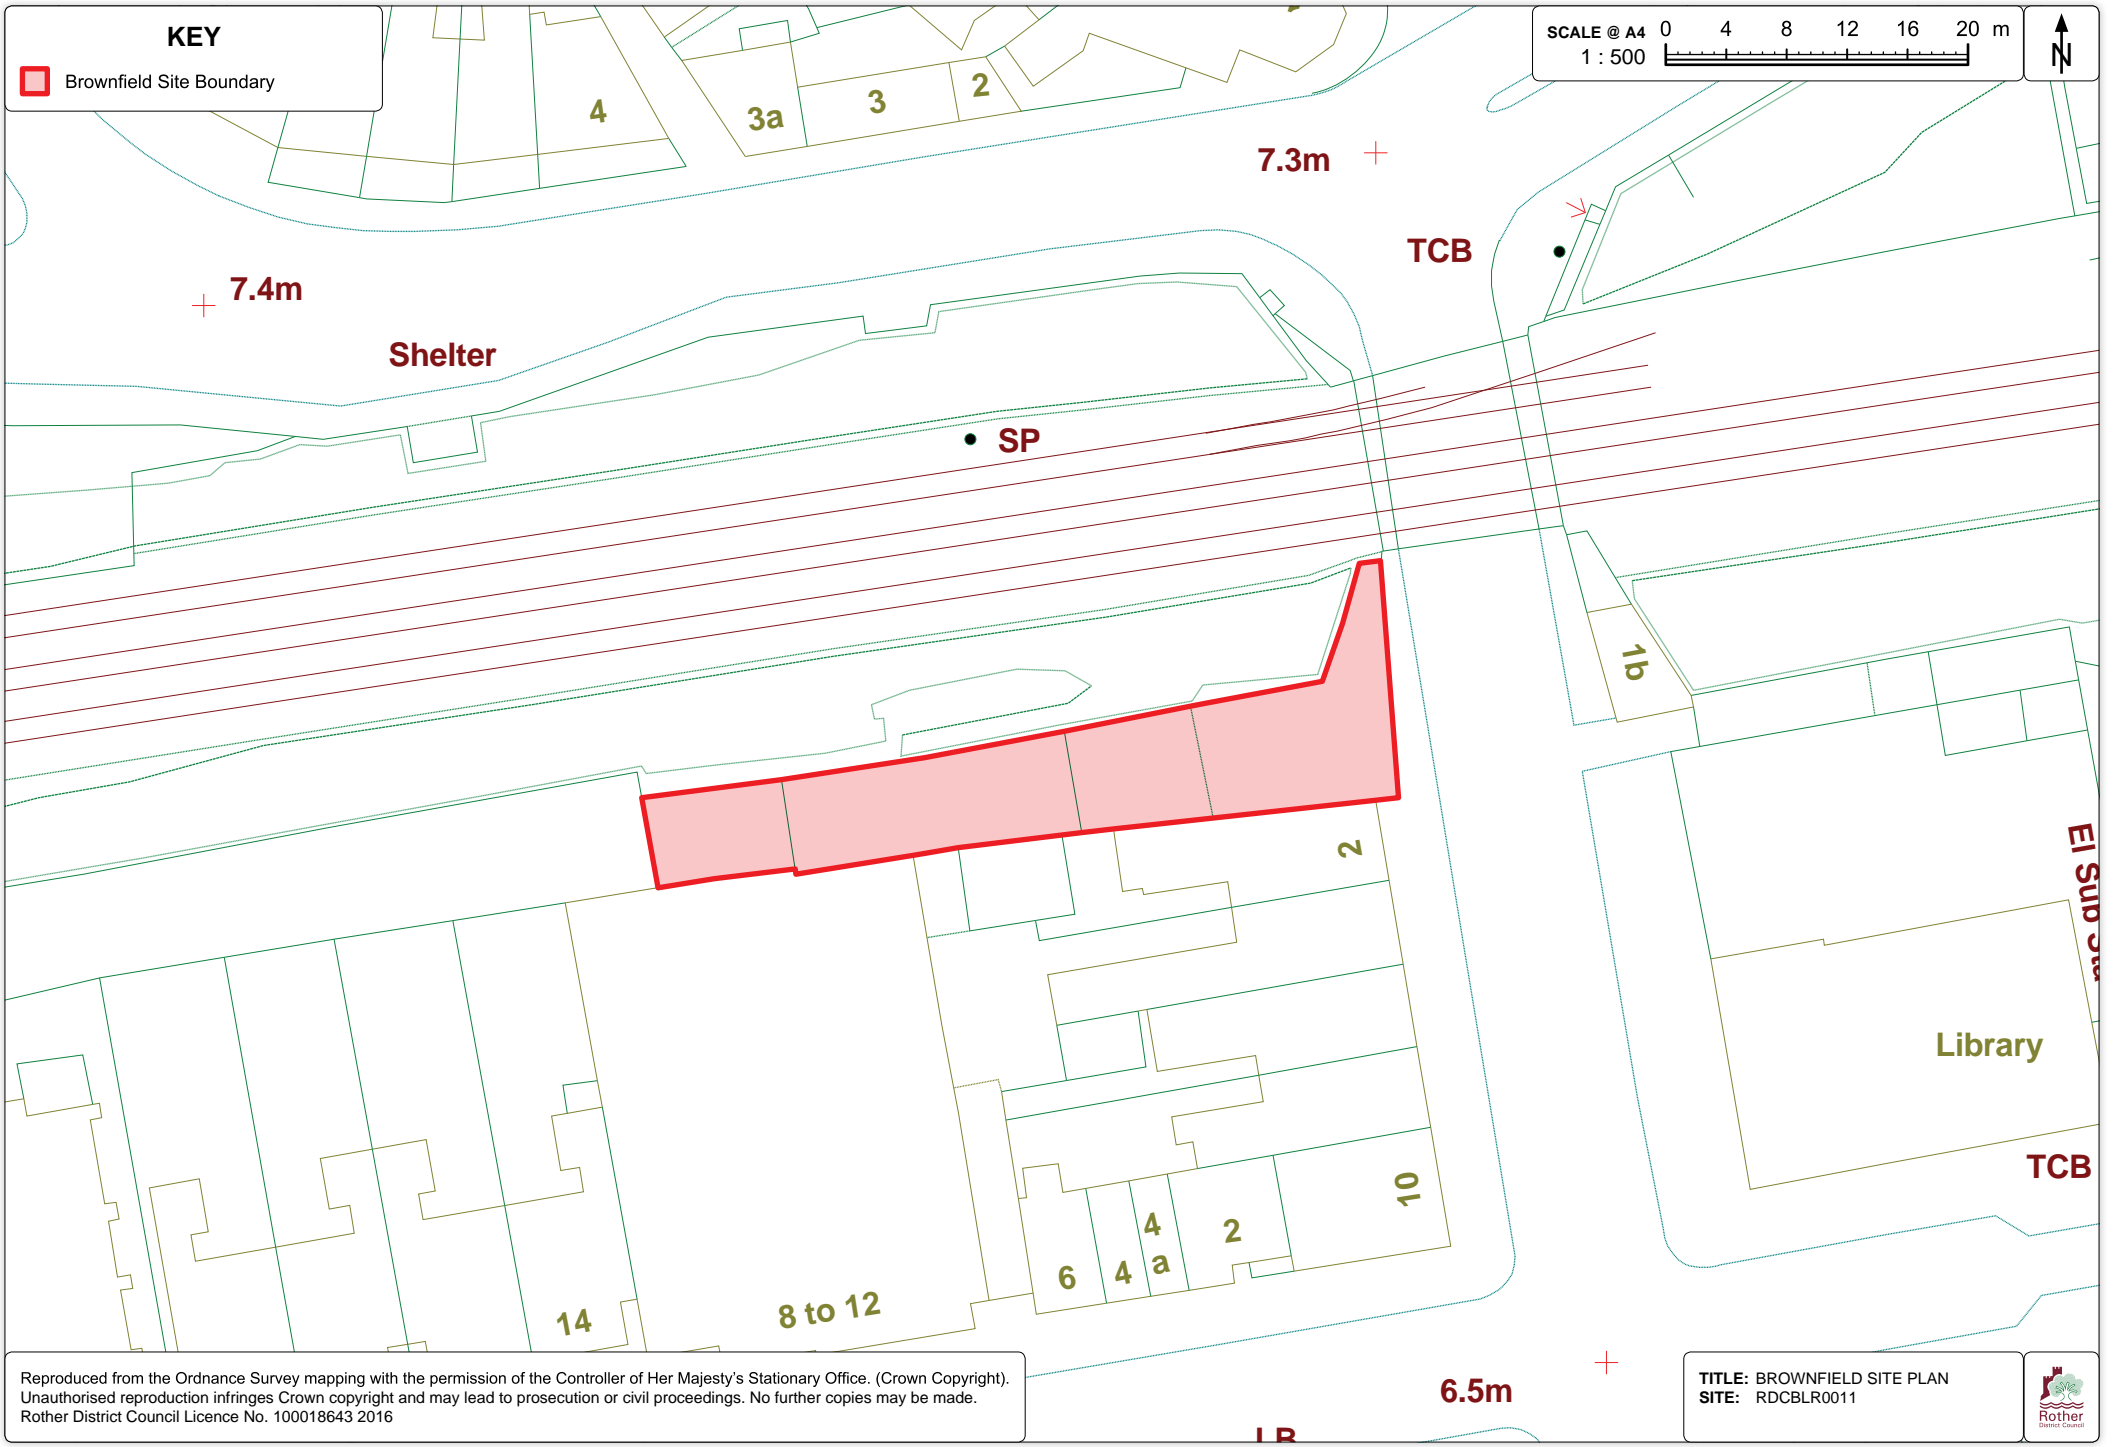 KEY
Brownfield Site Boundary
SCALE @ A4 0 4 8 12 16 20 m
1 : 500
N
4
3a
3
2
7.3m
TCB
7.4m
Shelter
SP
1b
2
El Sub Sta
Library
TCB
10
4
a
2
6
4
8 to 12
14
6.5m
LB
Reproduced from the Ordnance Survey mapping with the permission of the Controller of Her Majesty's Stationary Office. (Crown Copyright).
Unauthorised reproduction infringes Crown copyright and may lead to prosecution or civil proceedings. No further copies may be made.
Rother District Council Licence No. 100018643 2016
TITLE: BROWNFIELD SITE PLAN
SITE: RDCBLR0011
Rother
District Council